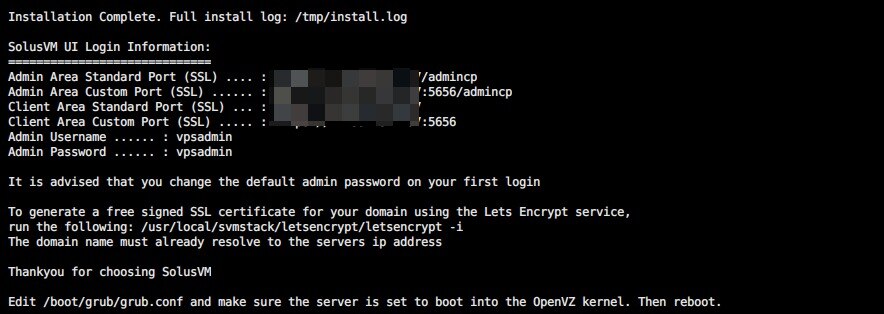 Installation Complete. Full install log: /tmp/install.log
SolusVM UI Login Information:
=============================
Admin Area Standard Port (SSL) .... : /admincp
Admin Area Custom Port (SSL) ...... : /:5656/admincp
Client Area Standard Port (SSL) ... : /
Client Area Custom Port (SSL) ..... : /:5656
Admin Username ...... : vpsadmin
Admin Password ...... : vpsadmin
It is advised that you change the default admin password on your first login
To generate a free signed SSL certificate for your domain using the Lets Encrypt service,
run the following: /usr/local/svmstack/letsencrypt/letsencrypt -i
The domain name must already resolve to the servers ip address
Thankyou for choosing SolusVM
Edit /boot/grub/grub.conf and make sure the server is set to boot into the OpenVZ kernel. Then reboot.